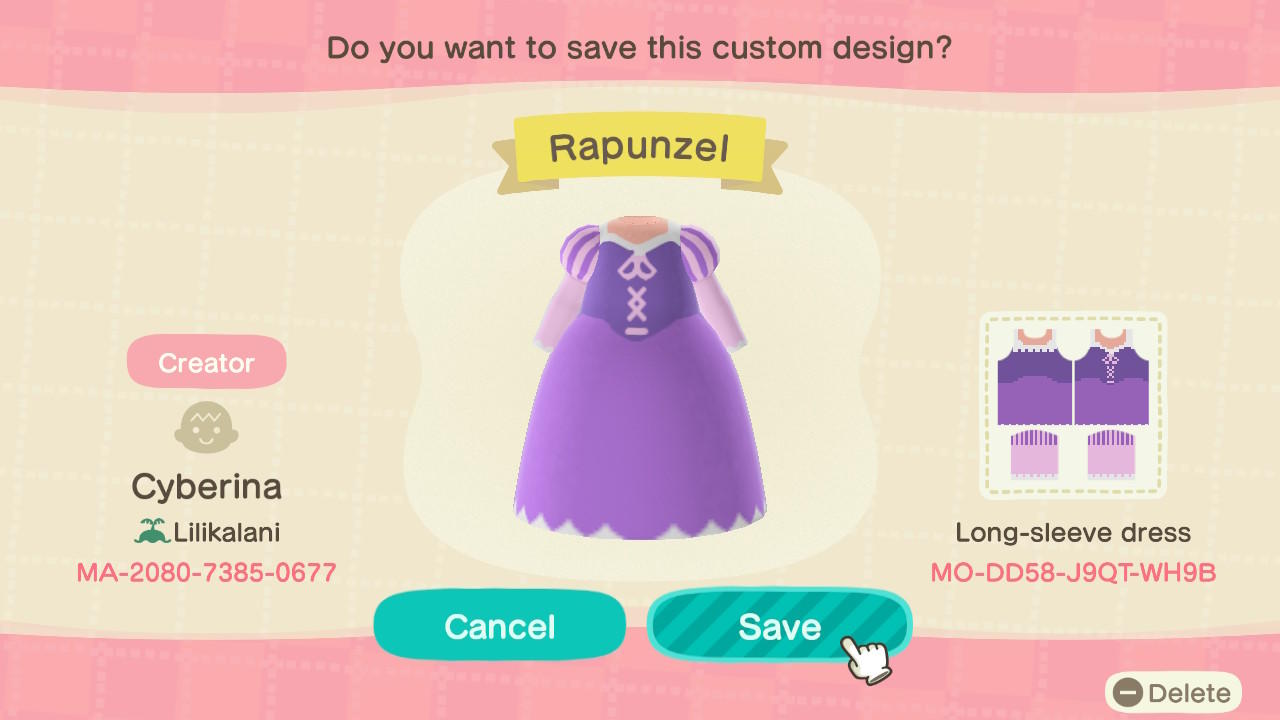 Do you want to save this custom design?
Rapunzel
Creator
Cyberina
Lilikalani
MA-2080-7385-0677
Long-sleeve dress
MO-DD58-J9QT-WH9B
Cancel
Save
Delete